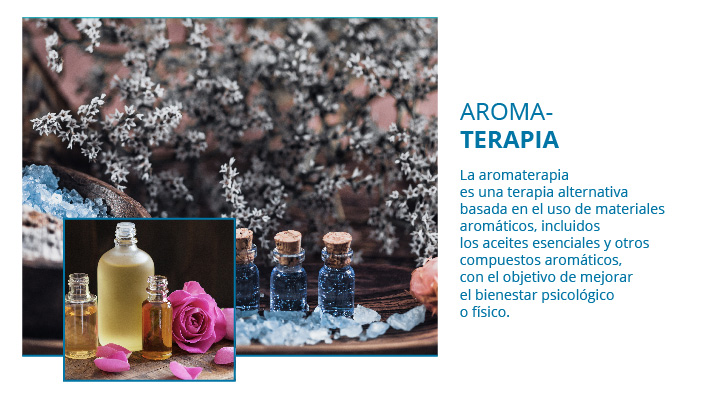 AROMA-
TERAPIA
La aromaterapia
es una terapia alternativa
basada en el uso de materiales
aromáticos, incluidos
los aceites esenciales y otros
compuestos aromáticos,
con el objetivo de mejorar
el bienestar psicológico
o físico.